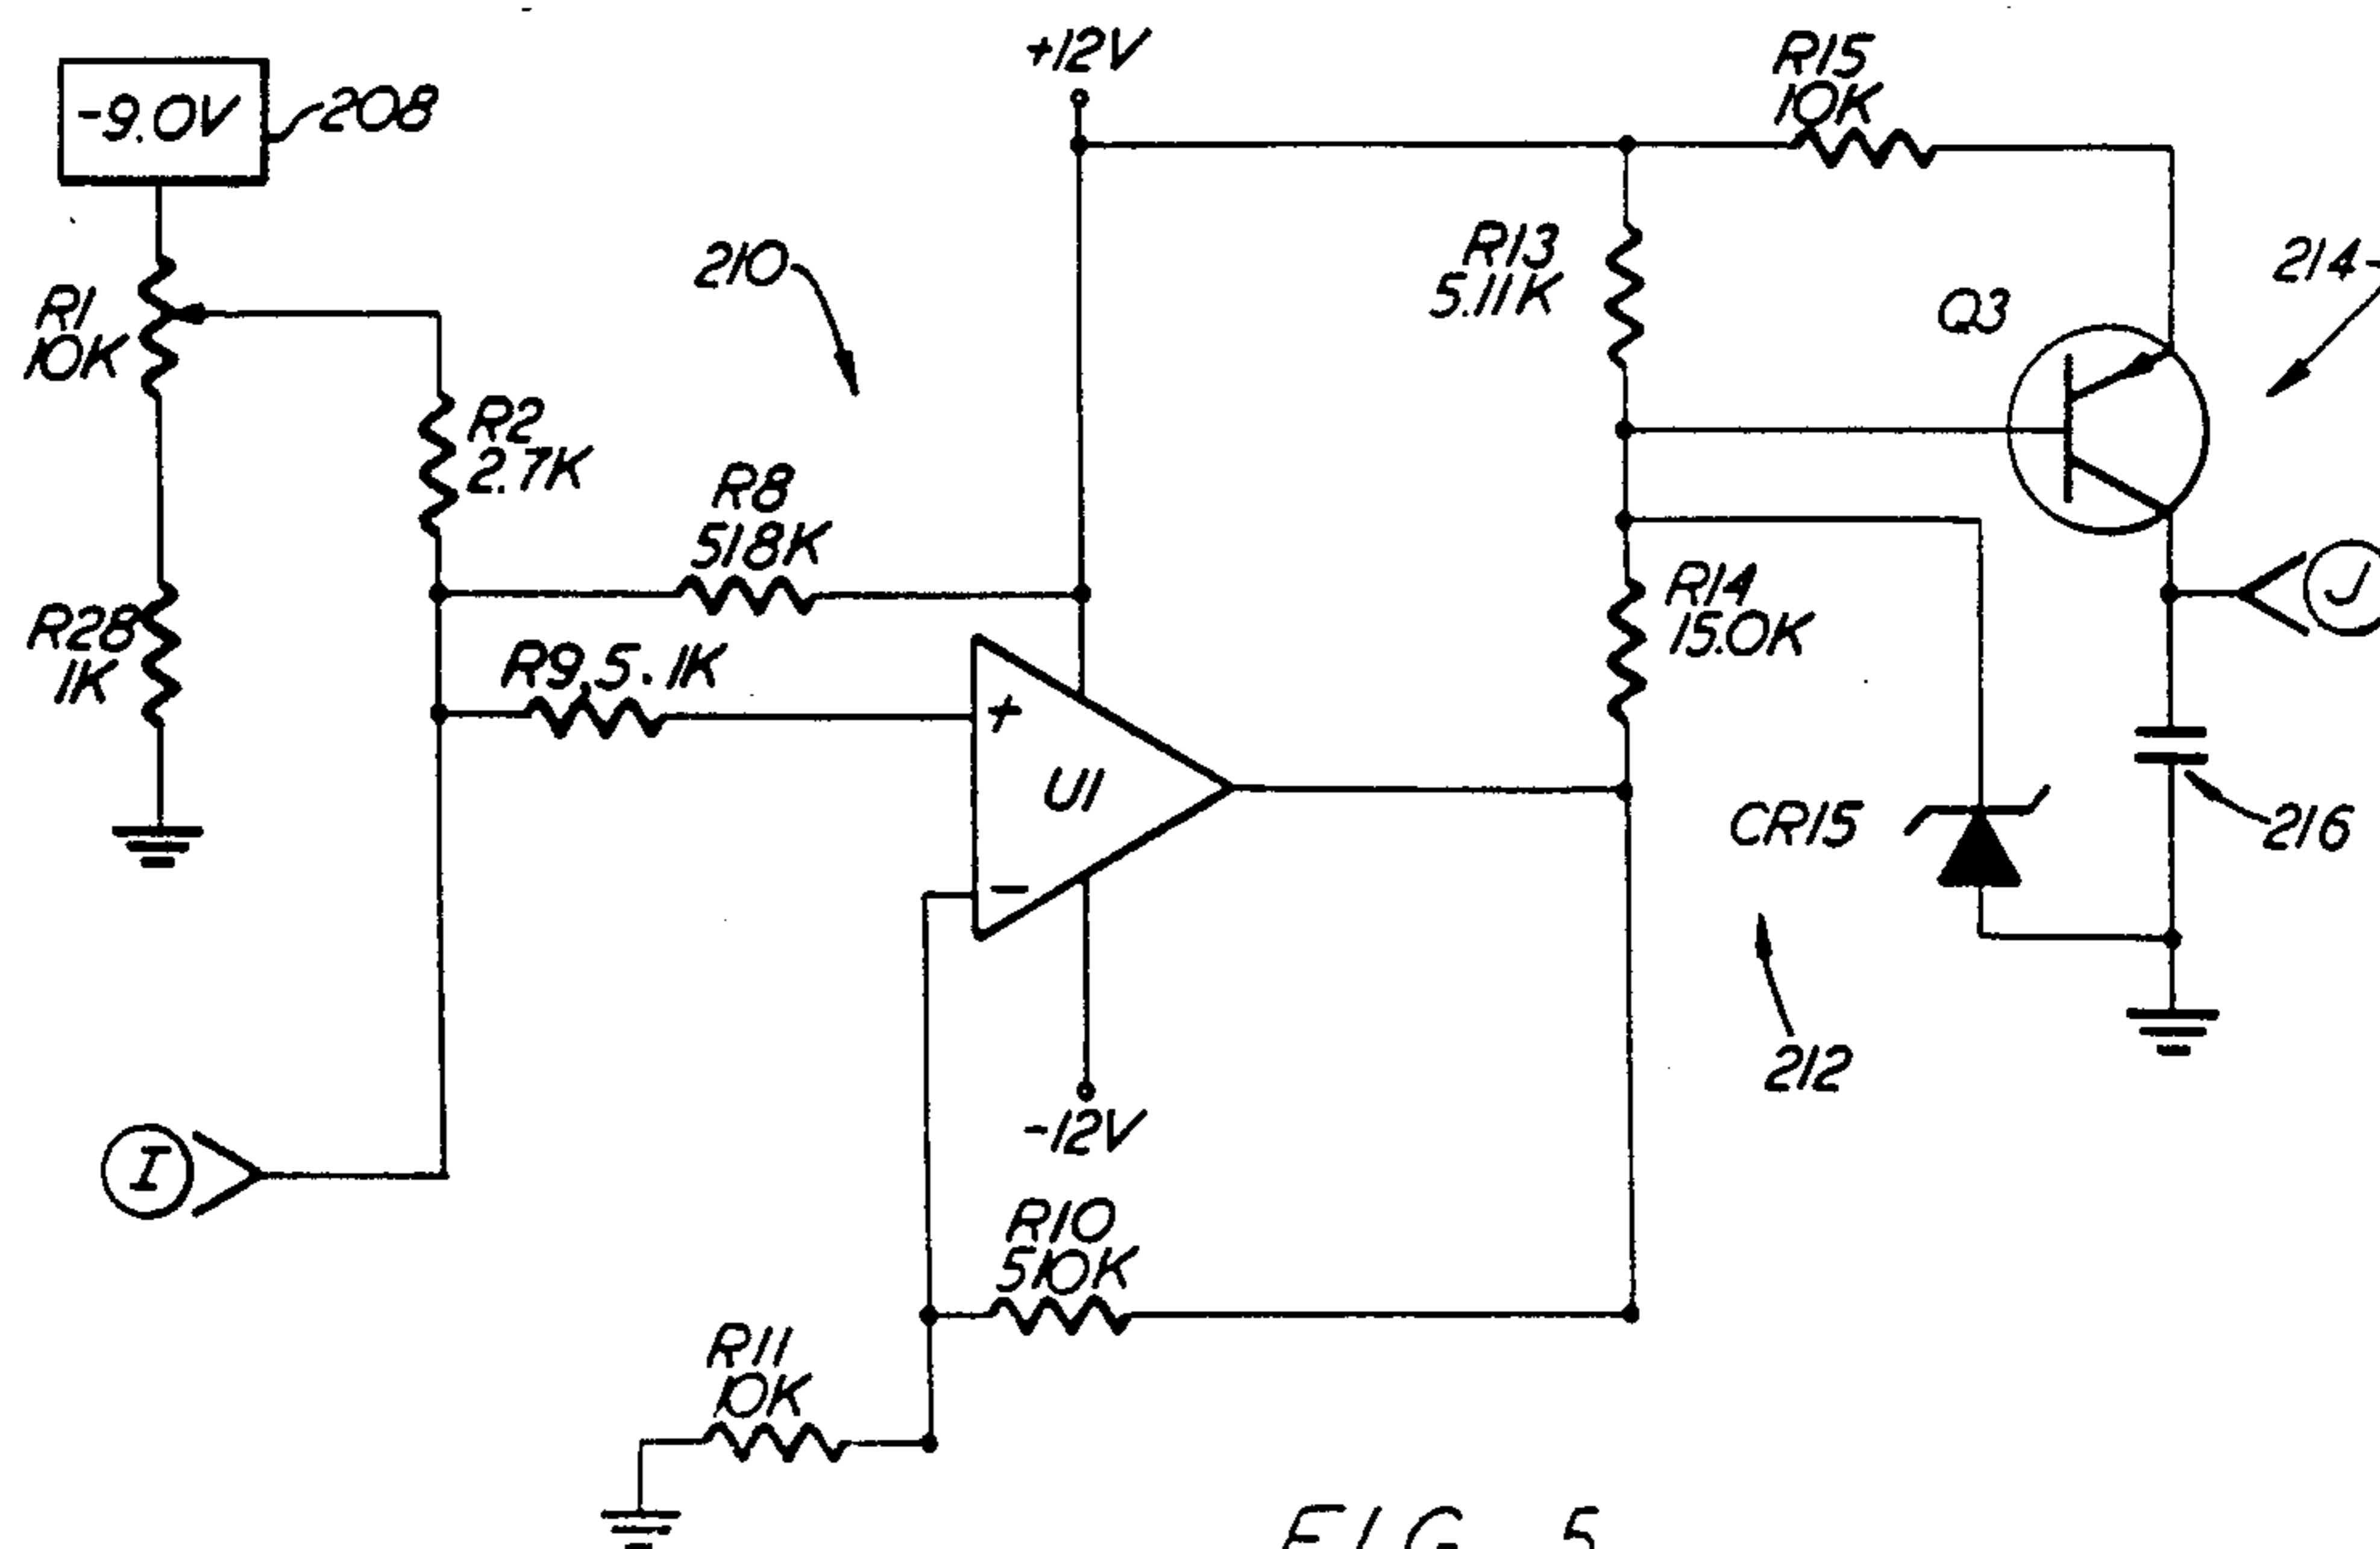 -9.0V
208
+12V
R15
10K
210
R13
5.11K
Q3
214
R1
10K
R2
2.7K
R8
518K
R14
15.0K
J
R28
1K
R9, 5.1K
+
U1
-
CR15
216
212
-12V
I
R10
510K
R11
10K
FIG 5